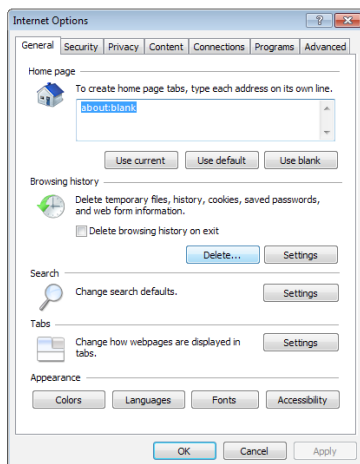 Internet Options
General Security Privacy Content Connections Programs Advanced
Home page
To create home page tabs, type each address on its own line.
about:blank
Use current Use default Use blank
Browsing history
Delete temporary files, history, cookies, saved passwords,
and web form information.
Delete browsing history on exit
Delete... Settings
Search
Change search defaults. Settings
Tabs
Change how webpages are displayed in
tabs. Settings
Appearance
Colors Languages Fonts Accessibility
OK Cancel Apply